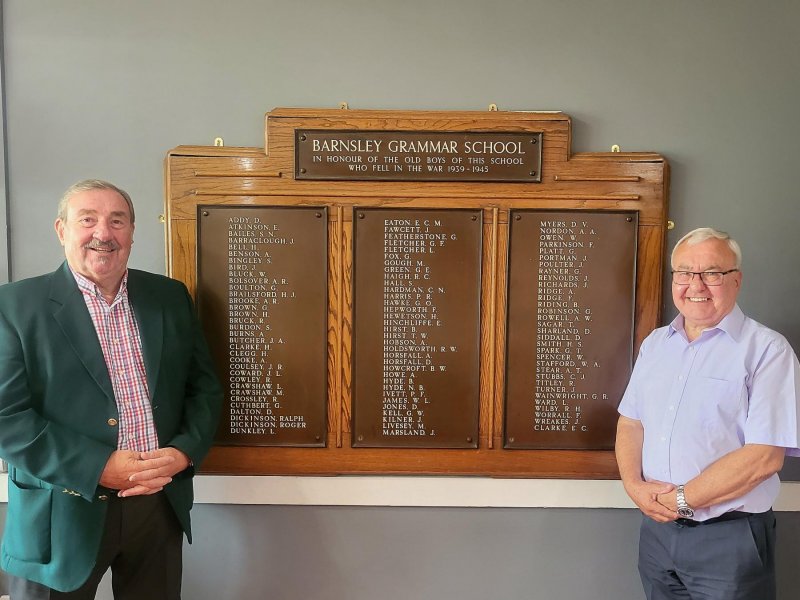 BARNSLEY GRAMMAR SCHOOL
IN HONOUR OF THE OLD BOYS OF THIS SCHOOL
WHO FELL IN THE WAR 1939-1945
ADDY, D.
ATKINSON, E.
BAILES, S. N.
BARRACLOUGH, J.
BELL, H.
BENSON, A.
BINGLEY, S.
BIRD, J.
BLUCK, W.
BOLSOVER, A. R.
BOULTON, G.
BRAILSFORD, H. J.
BROOKE, A. R.
BROWN, G.
BROWN, H.
BRUCK, R.
BURDON, S.
BURNS, A.
BUTCHER, J. A.
CLARKE, H.
CLEGG, H.
COOKE, A.
COULSEY, J. R.
COWARD, J. L.
COWLEY, R.
CRAWSHAW, L.
CRAWSHAW, M.
CROSSLEY, R.
CUTHBERT, G.
DALTON, D.
DICKINSON, RALPH
DICKINSON, ROGER
DUNKLEY, L.
EATON, E. C. M.
FAWCETT, J.
FEATHERSTONE, G.
FLETCHER, G. F.
FLETCHER, L.
FOX, G.
GOUGH, M.
GREEN, G. E.
HAIGH, R. C.
HALL, S.
HARDMAN, C. N.
HARRIS, P. R.
HAWKE, G. O.
HEPWORTH, F.
HEWETSON, H.
HINCHLIFFE, E.
HIRST, B.
HIRST, T. W.
HOBSON, A.
HOLDSWORTH, R. W.
HORSFALL, A.
HORSFALL, D.
HOWCROFT, B. W.
HOWE, A.
HYDE, B.
HYDE, N. B.
IVETT, P. F.
JAMES, W. L.
JONES, D.
KELL, G. W.
KILNER, J.
LIVESEY, M.
MARSLAND, J.
MYERS, D. V.
NORDON, A. A.
OWEN, W.
PARKINSON, F.
PLATT, G.
PORTMAN, J.
POULTER, J.
RAYNER, G.
REYNOLDS, J.
RICHARDS, J.
RIDGE, A.
RIDGE, F.
RIDING, B.
ROBINSON, G.
ROWELL, A. W.
SAGAR, T.
SHARLAND, D.
SIDDALL, D.
SMITH, H. S.
SPARK, G. T.
SPENCER, W.
STAFFORD, W. A.
STEAR, A. T.
STUBBS, C. J.
TITLEY, R.
TURNER, J.
WAINWRIGHT, G. R.
WARD, L.
WILBY, R. H.
WORRALL, F.
WREAKES, J.
CLARKE, E. C.